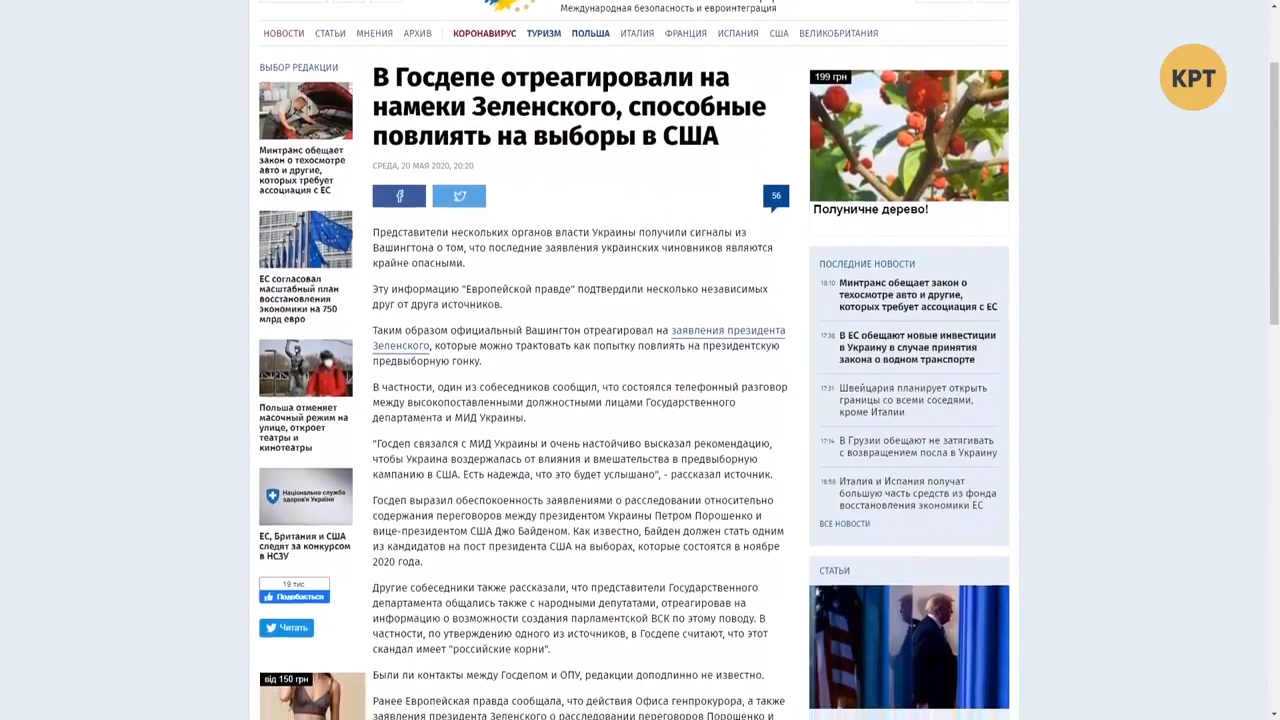 Международная безопасность и евроинтеграция
НОВОСТИ СТАТЬИ МНЕНИЯ АРХИВ КОРОНАВИРУС ТУРИЗМ ПОЛЬША ИТАЛИЯ ФРАНЦИЯ ИСПАНИЯ США ВЕЛИКОБРИТАНИЯ
КРТ
ВЫБОР РЕДАКЦИИ
Минтранс обещает
закон о техосмотре
авто и другие,
которых требует
ассоциация с ЕС
ЕС согласовал
масштабный план
восстановления
экономики на 750
млрд евро
Польша отменяет
масочный режим на
улице, откроет
театры и
кинотеатры
Національна служба
здоров'я України
ЕС, Британия и США
следят за конкурсом
в НСЗУ
19 тис.
Подобається
Читать
від 150 грн
В Госдепе отреагировали на
намеки Зеленского, способные
повлиять на выборы в США
СРЕДА, 20 МАЯ 2020, 20:20
56
Представители нескольких органов власти Украины получили сигналы из
Вашингтона о том, что последние заявления украинских чиновников являются
крайне опасными.
Эту информацию "Европейской правде" подтвердили несколько независимых
друг от друга источников.
Таким образом официальный Вашингтон отреагировал на заявления президента
Зеленского, которые можно трактовать как попытку повлиять на президентскую
предвыборную гонку.
В частности, один из собеседников сообщил, что состоялся телефонный разговор
между высокопоставленными должностными лицами Государственного
департамента и МИД Украины.
"Госдеп связался с МИД Украины и очень настойчиво высказал рекомендацию,
чтобы Украина воздержалась от влияния и вмешательства в предвыборную
кампанию в США. Есть надежда, что это будет услышано", - рассказал источник.
Госдеп выразил обеспокоенность заявлениями о расследовании относительно
содержания переговоров между президентом Украины Петром Порошенко и
вице-президентом США Джо Байденом. Как известно, Байден должен стать одним
из кандидатов на пост президента США на выборах, которые состоятся в ноябре
2020 года.
Другие собеседники также рассказали, что представители Государственного
департамента общались также с народными депутатами, отреагировав на
информацию о возможности создания парламентской ВСК по этому поводу. В
частности, по утверждению одного из источников, в Госдепе считают, что этот
скандал имеет "российские корни".
Были ли контакты между Госдепом и ОПУ, редакции доподлинно не известно.
Ранее Европейская правда сообщала, что действия Офиса генпрокурора, а также
заявления президента Зеленского о расследовании переговоров Порошенко и
199 грн
Полуничне дерево!
ПОСЛЕДНИЕ НОВОСТИ
18:10 Минтранс обещает закон о
техосмотре авто и другие,
которых требует ассоциация с ЕС
17:38 В ЕС обещают новые инвестиции
в Украину в случае принятия
закона о водном транспорте
17:31 Швейцария планирует открыть
границы со всеми соседями,
кроме Италии
17:14 В Грузии обещают не затягивать
с возвращением посла в Украину
16:58 Италия и Испания получат
большую часть средств из фонда
восстановления экономики ЕС
ВСЕ НОВОСТИ
СТАТЬИ